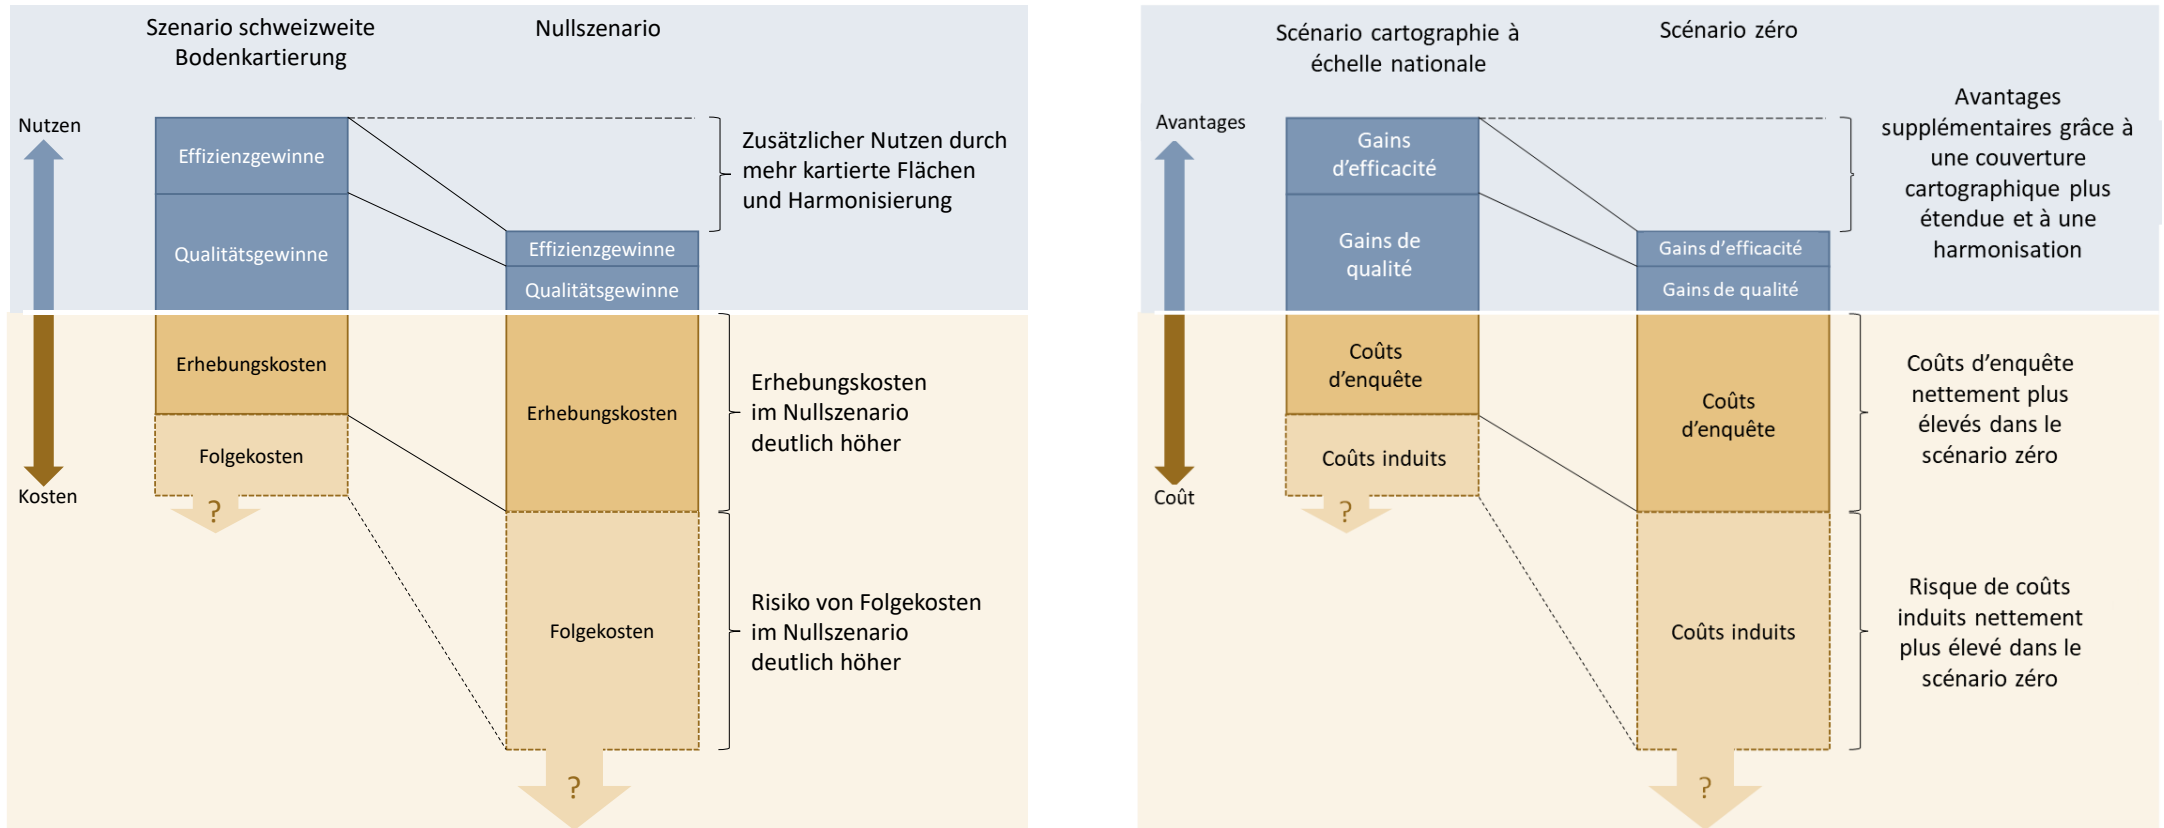 Szenario schweizweite
Bodenkartierung
Nullszenario
Nutzen
Effizienzgewinne
Qualitätsgewinne
Effizienzgewinne
Qualitätsgewinne
Zusätzlicher Nutzen durch
mehr kartierte Flächen
und Harmonisierung
Erhebungskosten
Folgekosten
?
Kosten
Erhebungskosten
Folgekosten
?
Erhebungskosten
im Nullszenario
deutlich höher
Risiko von Folgekosten
im Nullszenario
deutlich höher
Scénario cartographie à
échelle nationale
Scénario zéro
Avantages
Gains
d’efficacité
Gains de
qualité
Gains d’efficacité
Gains de qualité
Avantages
supplémentaires grâce à
une couverture
cartographique plus
étendue et à une
harmonisation
Coûts
d’enquête
Coûts induits
?
Coût
Coûts
d’enquête
Coûts induits
?
Coûts d’enquête
nettement plus
élevés dans le
scénario zéro
Risque de coûts
induits nettement
plus élevé dans le
scénario zéro